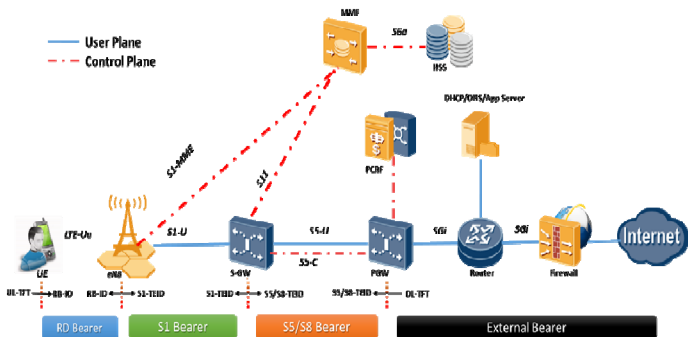 MME
S6a
HSS
User Plane
Control Plane
DHCP/DNS/App Server
S1-MME
S11
PCRF
LTE-Uu
S1-U
S5-U
SGi
SGi
Internet
S5-C
UE
eNB
S-GW
PGW
Router
Firewall
UL-TFT
RB-ID
RB-ID
S1-TEID
S1-TEID
S5/S8-TEID
S5/S8-TEID
DL-TFT
RD Bearer
S1 Bearer
S5/S8 Bearer
External Bearer